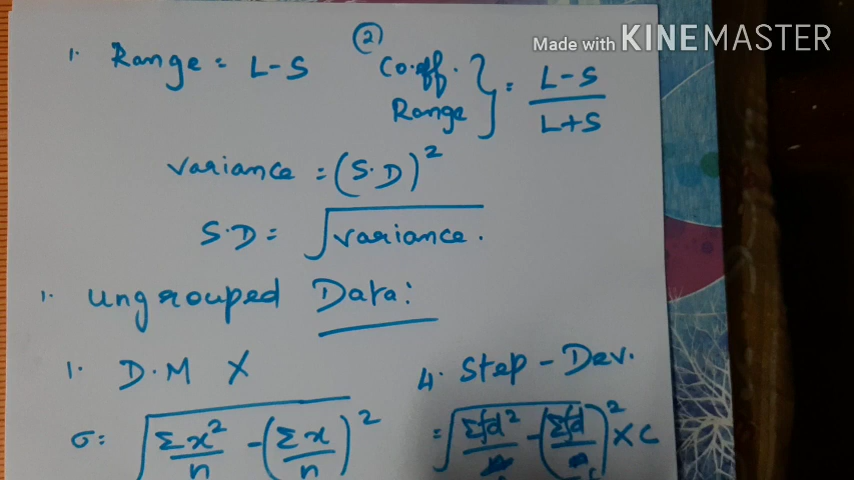 Made with KINEMASTER
1. Range = L-S
② Co.eff. Range } = L-S / L+S
Variance = (S.D)²
S.D = √variance.
1. Ungrouped Data:
1. D.M X
σ = √Σx²/n - (Σx/n)²
4. Step - Dev.
= √Σfd²/ - (Σfd/)² X C